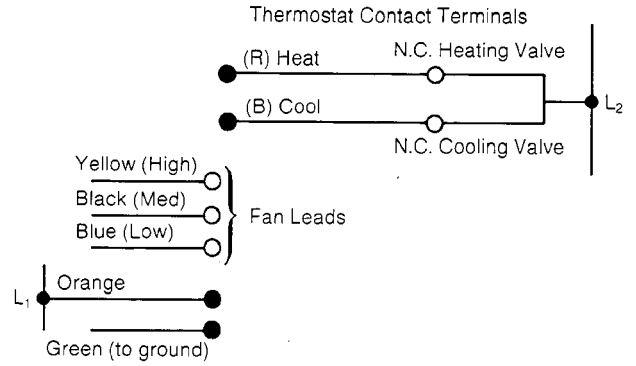 Thermostat Contact Terminals
(R) Heat
N.C. Heating Valve
L2
(B) Cool
N.C. Cooling Valve
Yellow (High)
Black (Med)
Blue (Low)
Fan Leads
Orange
L1
Green (to ground)